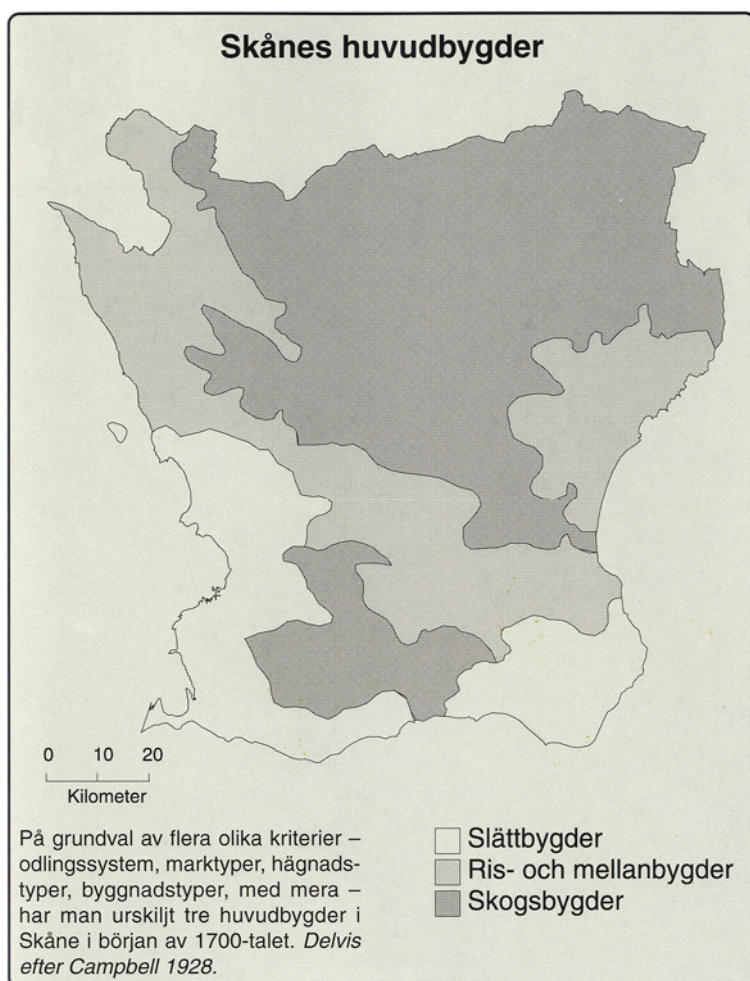 Skånes huvudbygder
0 10 20
Kilometer
På grundval av flera olika kriterier –
odlingssystem, marktyper, hägnads-
typer, byggnadstyper, med mera –
har man urskiljt tre huvudbygder i
Skåne i början av 1700-talet. Delvis
efter Campbell 1928.
Slättbygder
Ris- och mellanbygder
Skogsbygder